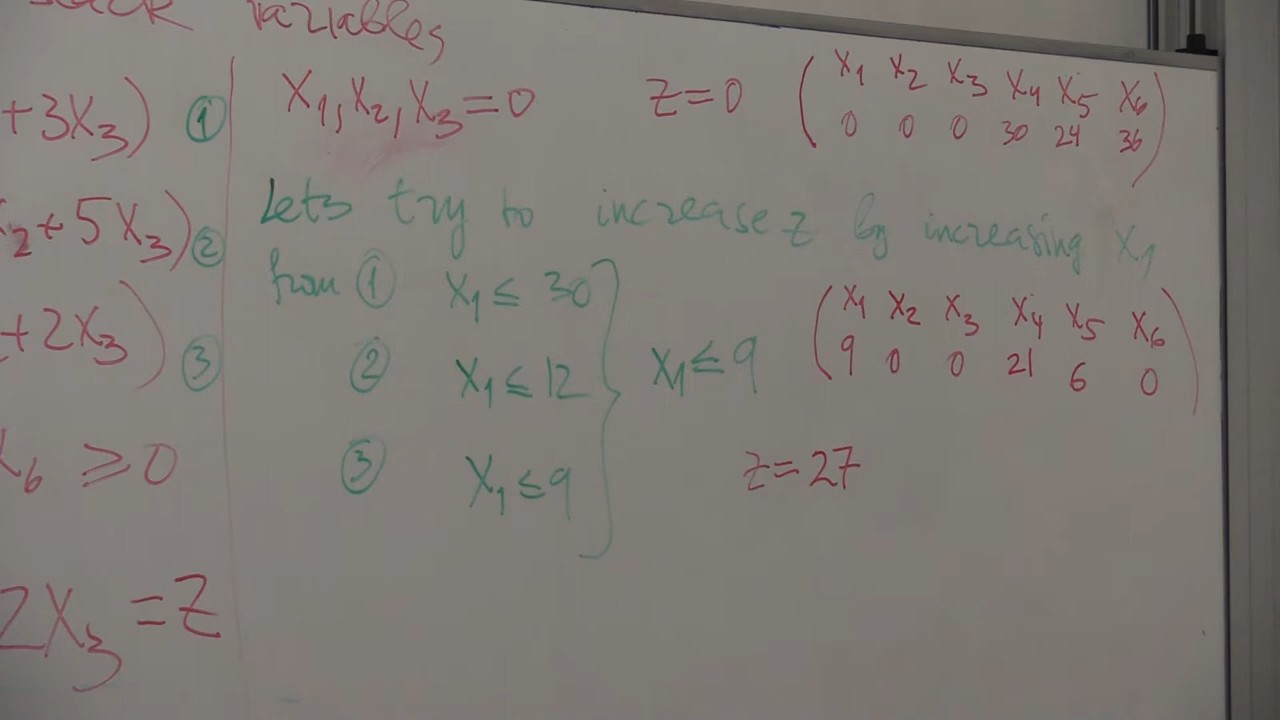 slack variables
+3X₃) ①
X₁, X₂, X₃ = 0 z = 0
( X₁ X₂ X₃ X₄ X₅ X₆
0 0 0 30 24 36 )
₂+5X₃) ②
Lets try to increase z by increasing X₁
from ① X₁ ≤ 30
+2X₃) ③
② X₁ ≤ 12
X₁ ≤ 9
( X₁ X₂ X₃ X₄ X₅ X₆
9 0 0 21 6 0 )
X₆ ≥ 0
③ X₁ ≤ 9
z = 27
2X₃ = z